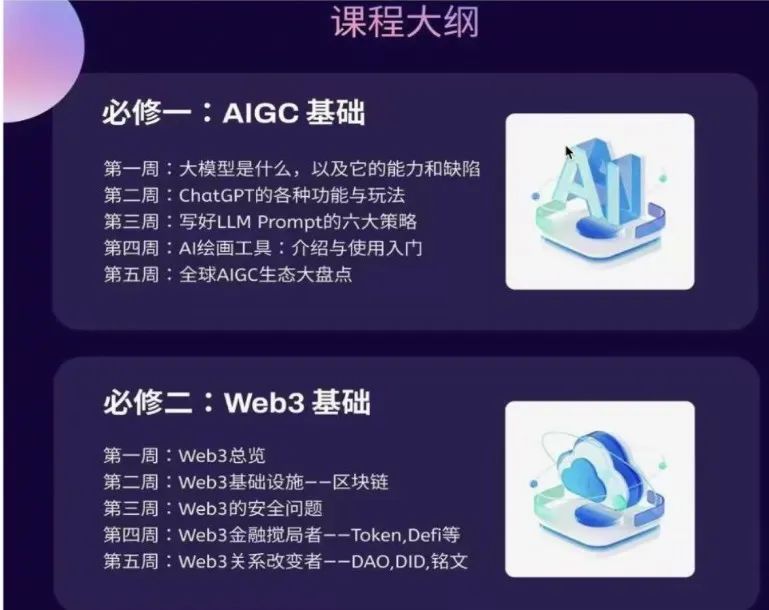 课程大纲
必修一：AIGC 基础
第一周：大模型是什么，以及它的能力和缺陷
第二周：ChatGPT的各种功能与玩法
第三周：写好LLM Prompt的六大策略
第四周：AI绘画工具：介绍与使用入门
第五周：全球AIGC生态大盘点
AI
必修二：Web3 基础
第一周：Web3总览
第二周：Web3基础设施——区块链
第三周：Web3的安全问题
第四周：Web3金融搅局者——Token,Defi等
第五周：Web3关系改变者——DAO,DID,铭文